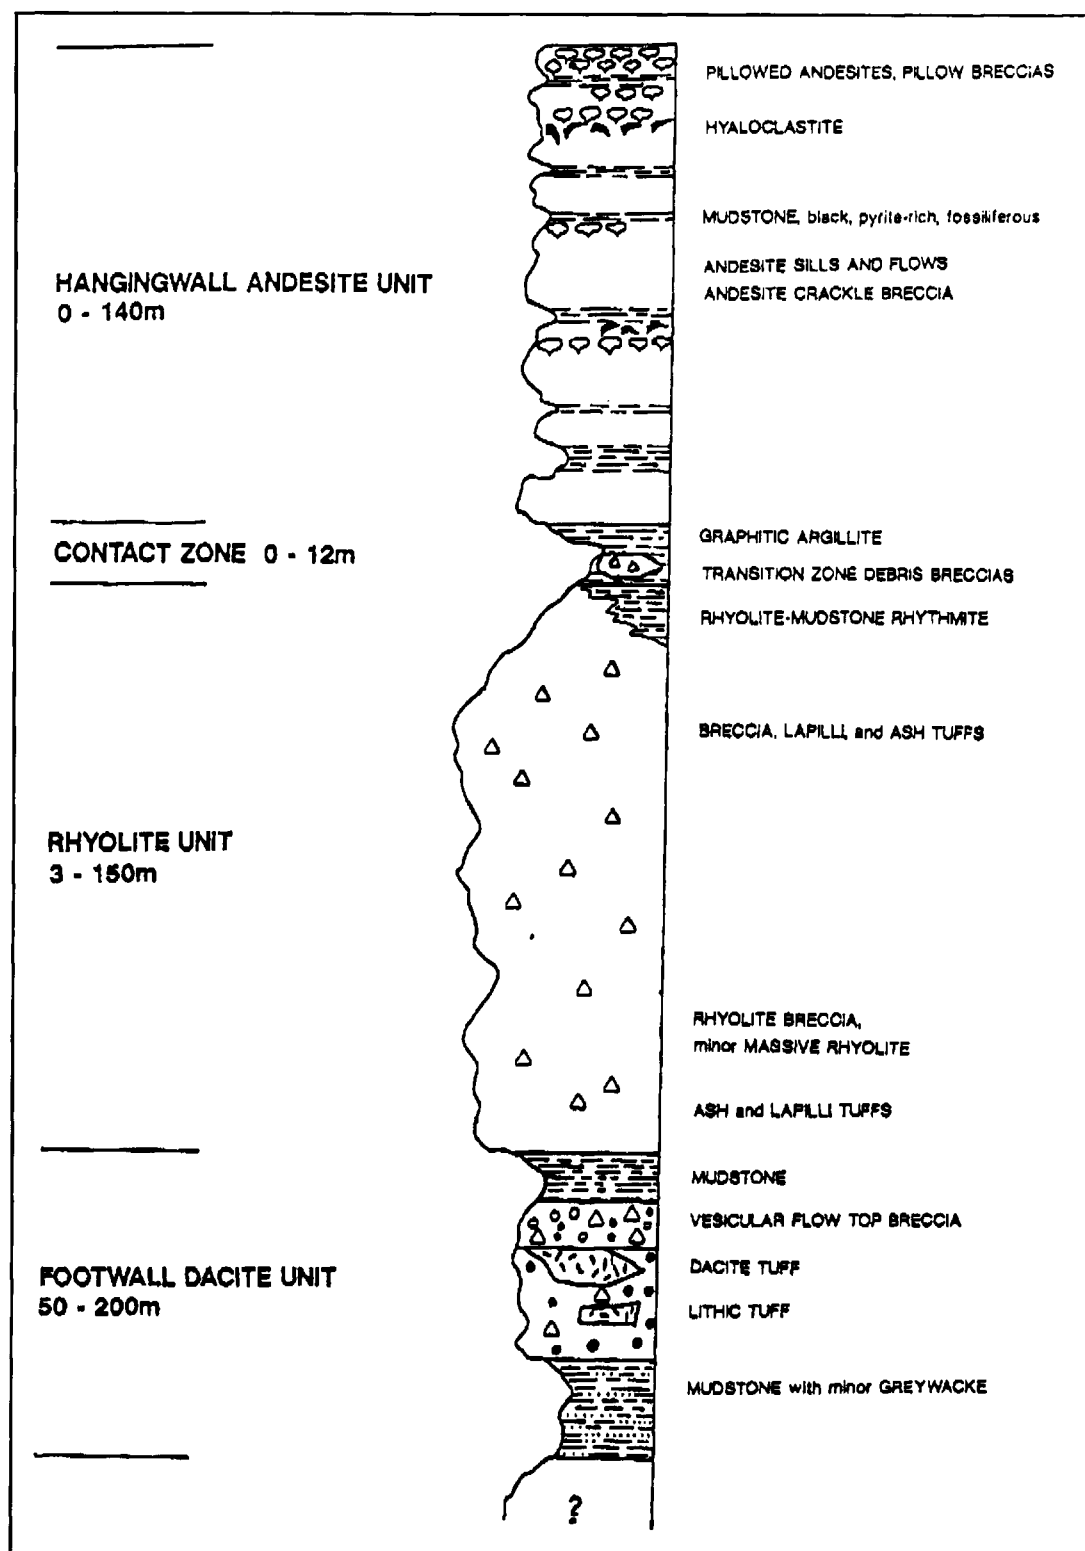 PILLOWED ANDESITES, PILLOW BRECCIAS
HYALOCLASTITE
MUDSTONE, black, pyrite-rich, fossiliferous
HANGINGWALL ANDESITE UNIT
0 - 140m
ANDESITE SILLS AND FLOWS
ANDESITE CRACKLE BRECCIA
CONTACT ZONE 0 - 12m
GRAPHITIC ARGILLITE
TRANSITION ZONE DEBRIS BRECCIAS
RHYOLITE-MUDSTONE RHYTHMITE
BRECCIA, LAPILLI, and ASH TUFFS
RHYOLITE UNIT
3 - 150m
RHYOLITE BRECCIA,
minor MASSIVE RHYOLITE
ASH and LAPILLI TUFFS
MUDSTONE
VESICULAR FLOW TOP BRECCIA
FOOTWALL DACITE UNIT
50 - 200m
DACITE TUFF
LITHIC TUFF
MUDSTONE with minor GREYWACKE
?